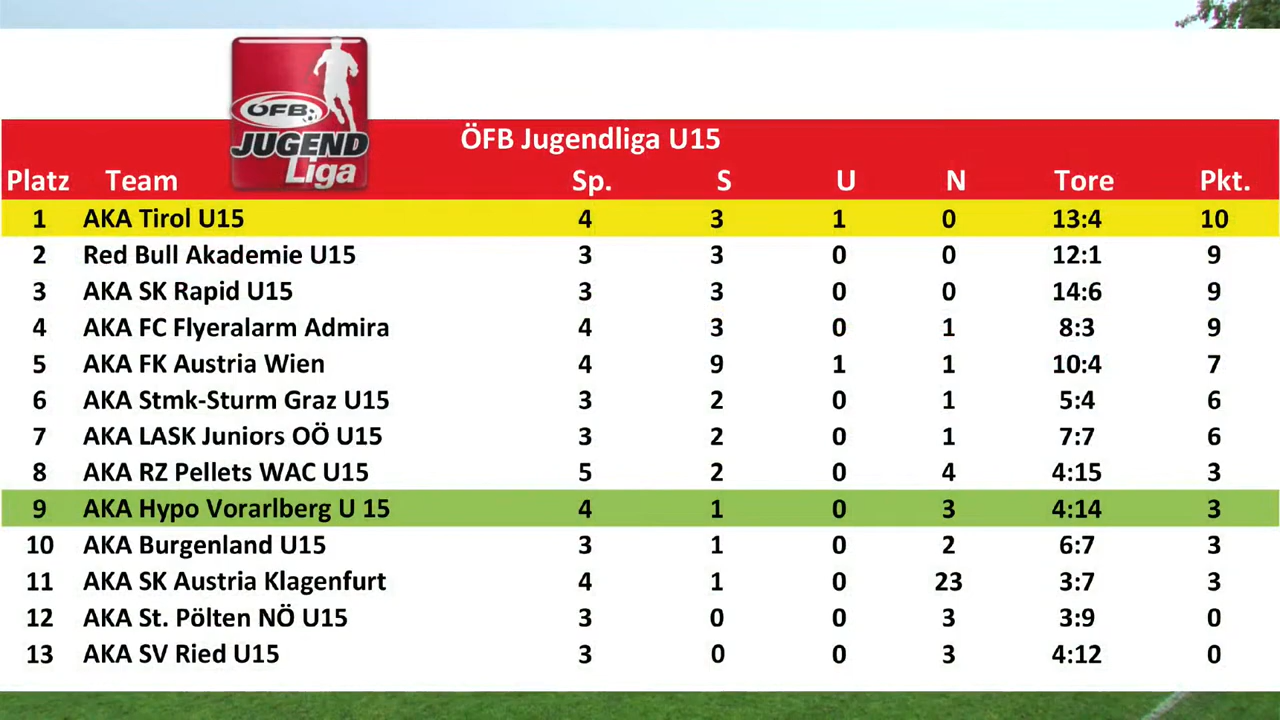 ÖFB
JUGEND
Liga
ÖFB Jugendliga U15
Platz Team Sp. S U N Tore Pkt.
1 AKA Tirol U15 4 3 1 0 13:4 10
2 Red Bull Akademie U15 3 3 0 0 12:1 9
3 AKA SK Rapid U15 3 3 0 0 14:6 9
4 AKA FC Flyeralarm Admira 4 3 0 1 8:3 9
5 AKA FK Austria Wien 4 9 1 1 10:4 7
6 AKA Stmk-Sturm Graz U15 3 2 0 1 5:4 6
7 AKA LASK Juniors OÖ U15 3 2 0 1 7:7 6
8 AKA RZ Pellets WAC U15 5 2 0 4 4:15 3
9 AKA Hypo Vorarlberg U 15 4 1 0 3 4:14 3
10 AKA Burgenland U15 3 1 0 2 6:7 3
11 AKA SK Austria Klagenfurt 4 1 0 23 3:7 3
12 AKA St. Pölten NÖ U15 3 0 0 3 3:9 0
13 AKA SV Ried U15 3 0 0 3 4:12 0